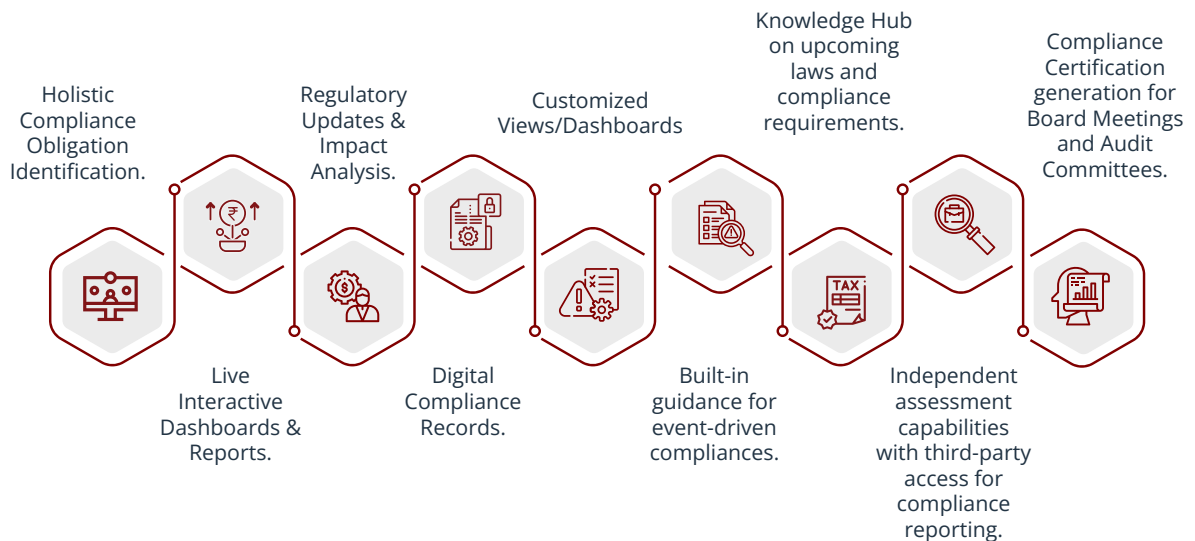 Holistic
Compliance
Obligation
Identification.
Live
Interactive
Dashboards &
Reports.
Regulatory
Updates &
Impact
Analysis.
Digital
Compliance
Records.
Customized
Views/Dashboards
Built-in
guidance for
event-driven
compliances.
Knowledge Hub
on upcoming
laws and
compliance
requirements.
Independent
assessment
capabilities
with third-party
access for
compliance
reporting.
Compliance
Certification
generation for
Board Meetings
and Audit
Committees.
₹
$
TAX